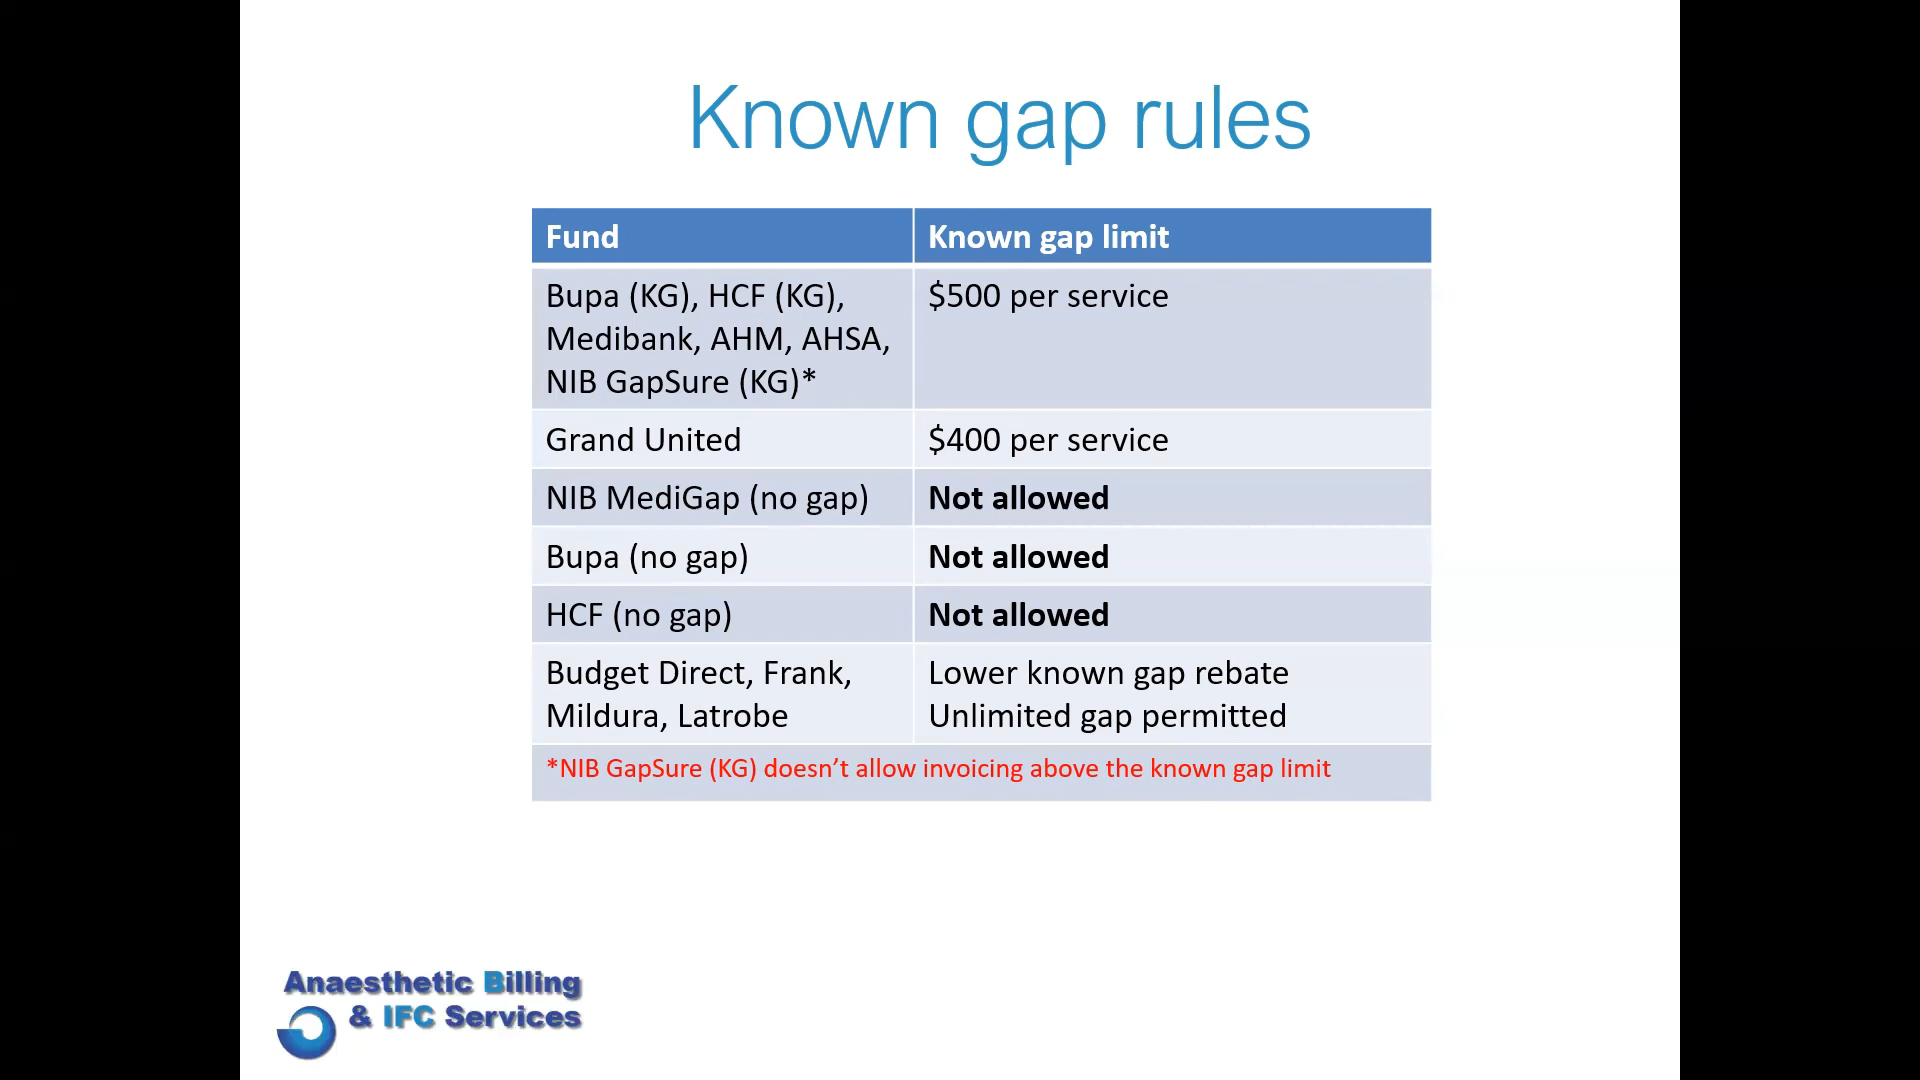 Known gap rules
Fund
Known gap limit
Bupa (KG), HCF (KG),
Medibank, AHM, AHSA,
NIB GapSure (KG)*
$500 per service
Grand United
$400 per service
NIB MediGap (no gap)
Not allowed
Bupa (no gap)
Not allowed
HCF (no gap)
Not allowed
Budget Direct, Frank,
Mildura, Latrobe
Lower known gap rebate
Unlimited gap permitted
*NIB GapSure (KG) doesn’t allow invoicing above the known gap limit
Anaesthetic Billing
& IFC Services